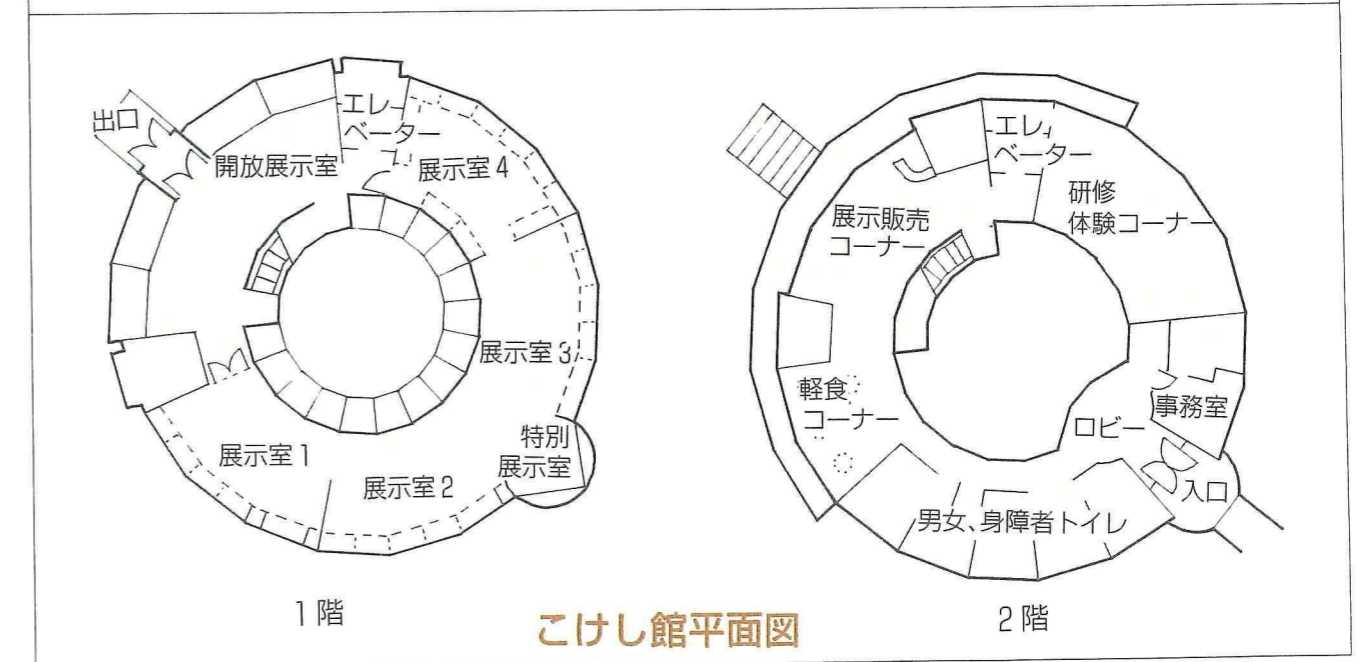 出口
エレ
ベーター
開放展示室
展示室4
展示室3
特別
展示室
展示室1
展示室2
1階
エレ
ベーター
研修
体験コーナー
展示販売
コーナー
軽食
コーナー
事務室
ロビー
入口
男女、身障者トイレ
2階
こけし館平面図